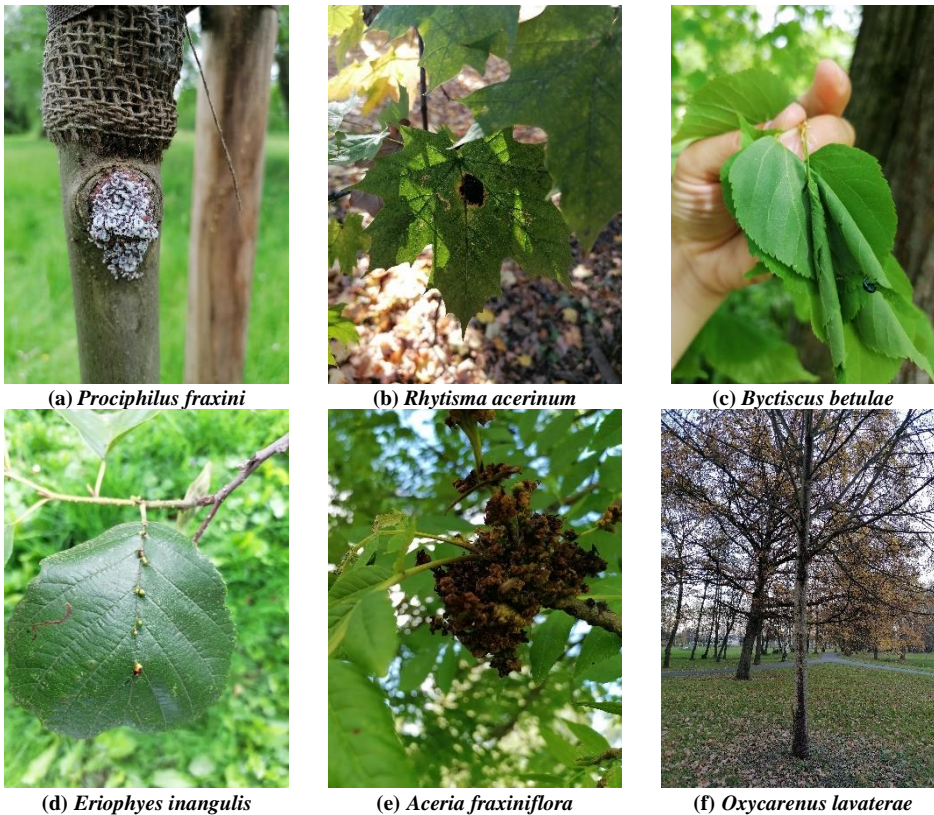 (a) Prociphilus fraxini
(b) Rhytisma acerinum
(c) Byctiscus betulae
(d) Eriophyes inangulis
(e) Aceria fraxiniflora
(f) Oxycarenus lavaterae